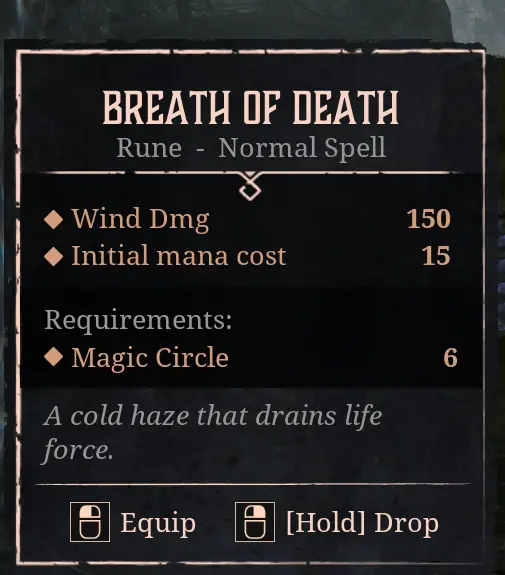 BREATH OF DEATH
Rune - Normal Spell
Wind Dmg 150
Initial mana cost 15
Requirements:
Magic Circle 6
A cold haze that drains life
force.
Equip [Hold] Drop